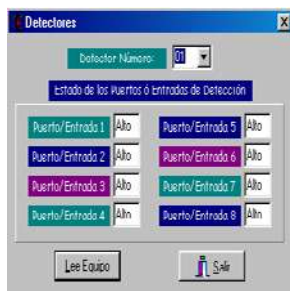 Detectores
Detector Número: 01
Estado de los Puertos ó Entradas de Detección
Puerto/Entrada 1 Alto Puerto/Entrada 5 Alto
Puerto/Entrada 2 Alto Puerto/Entrada 6 Alto
Puerto/Entrada 3 Alto Puerto/Entrada 7 Alto
Puerto/Entrada 4 Alto Puerto/Entrada 8 Alto
Lee Equipo Salir